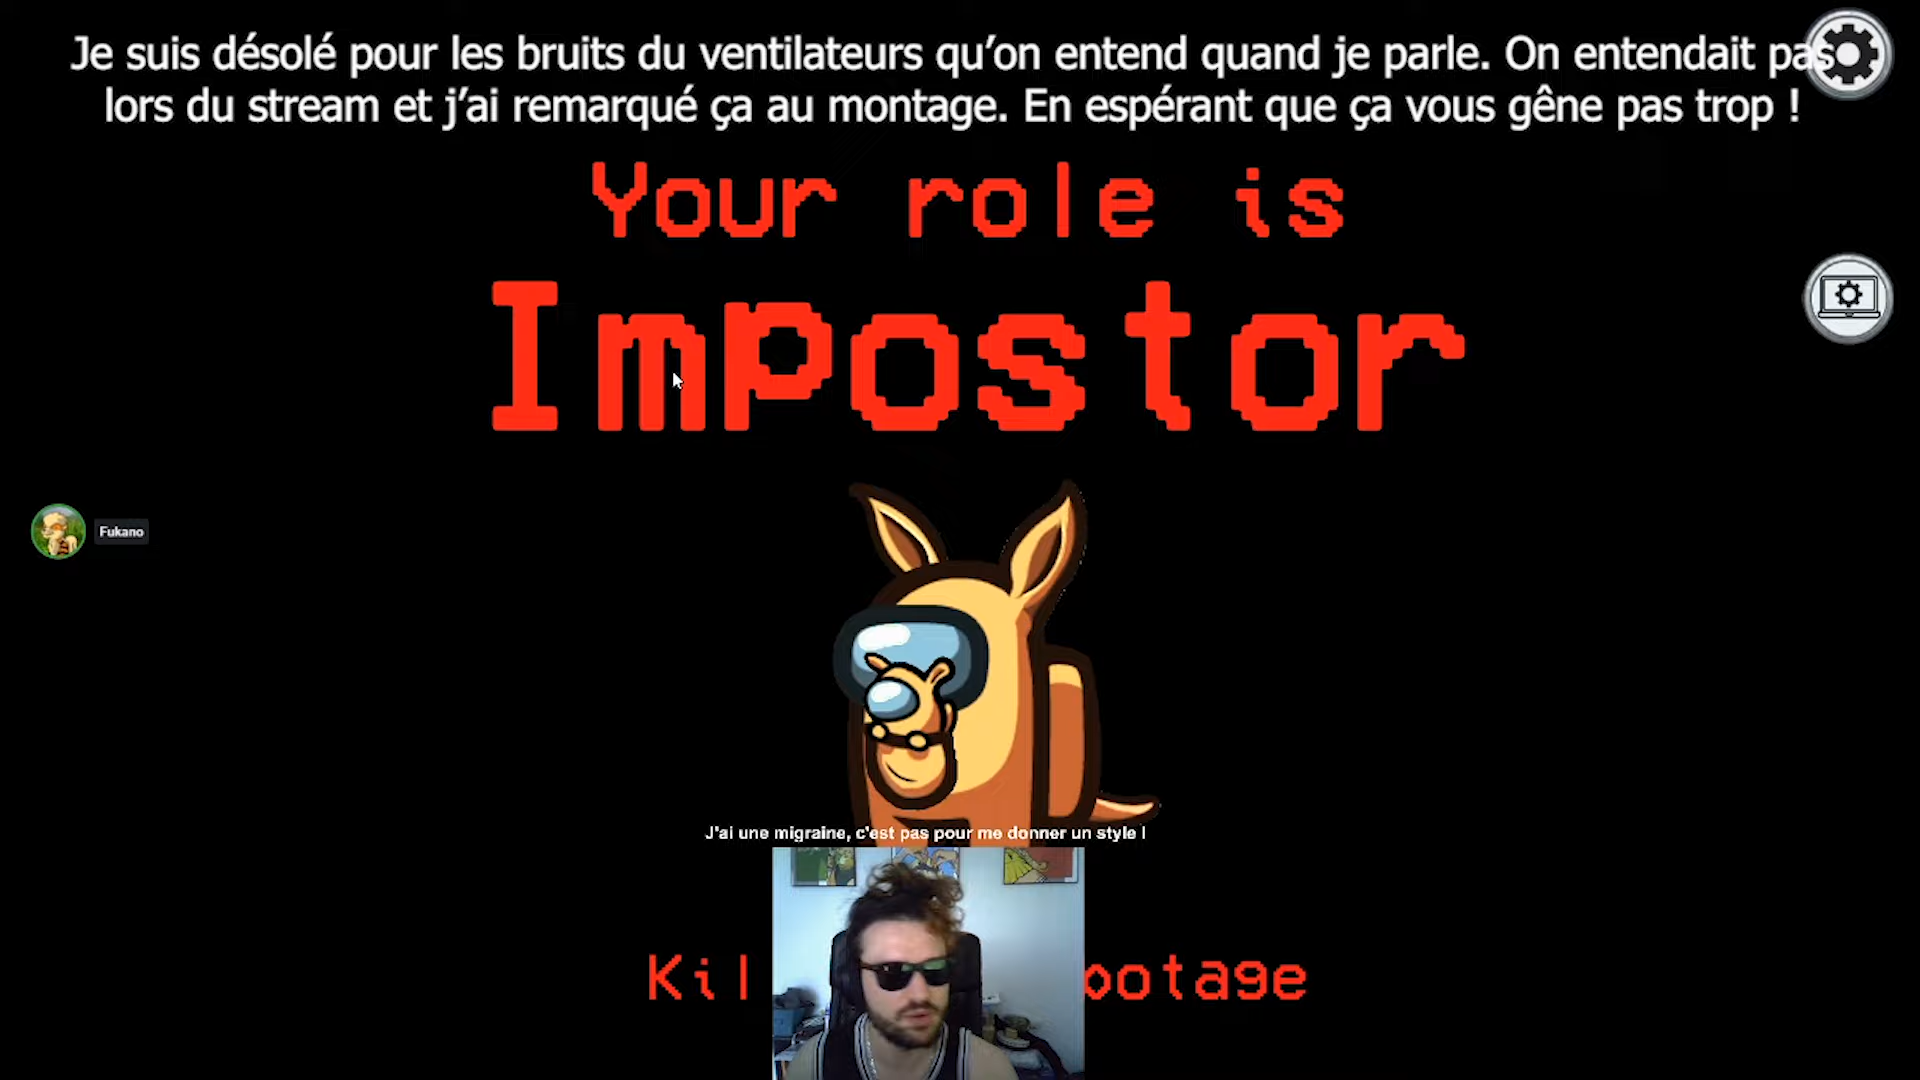 Je suis désolé pour les bruits du ventilateurs qu’on entend quand je parle. On entendait pas
lors du stream et j’ai remarqué ça au montage. En espérant que ça vous gêne pas trop !
Your role is
Impostor
Fukano
J'ai une migraine, c'est pas pour me donner un style !